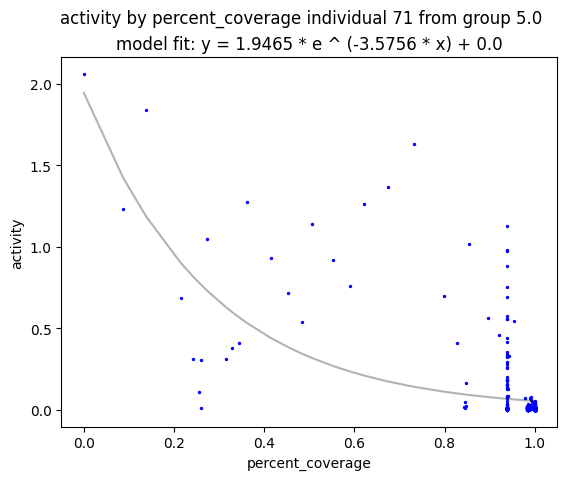 activity by percent_coverage individual 71 from group 5.0
model fit: y = 1.9465 * e ^ (-3.5756 * x) + 0.0
2.0
1.5
1.0
0.5
0.0
activity
0.0 0.2 0.4 0.6 0.8 1.0
percent_coverage